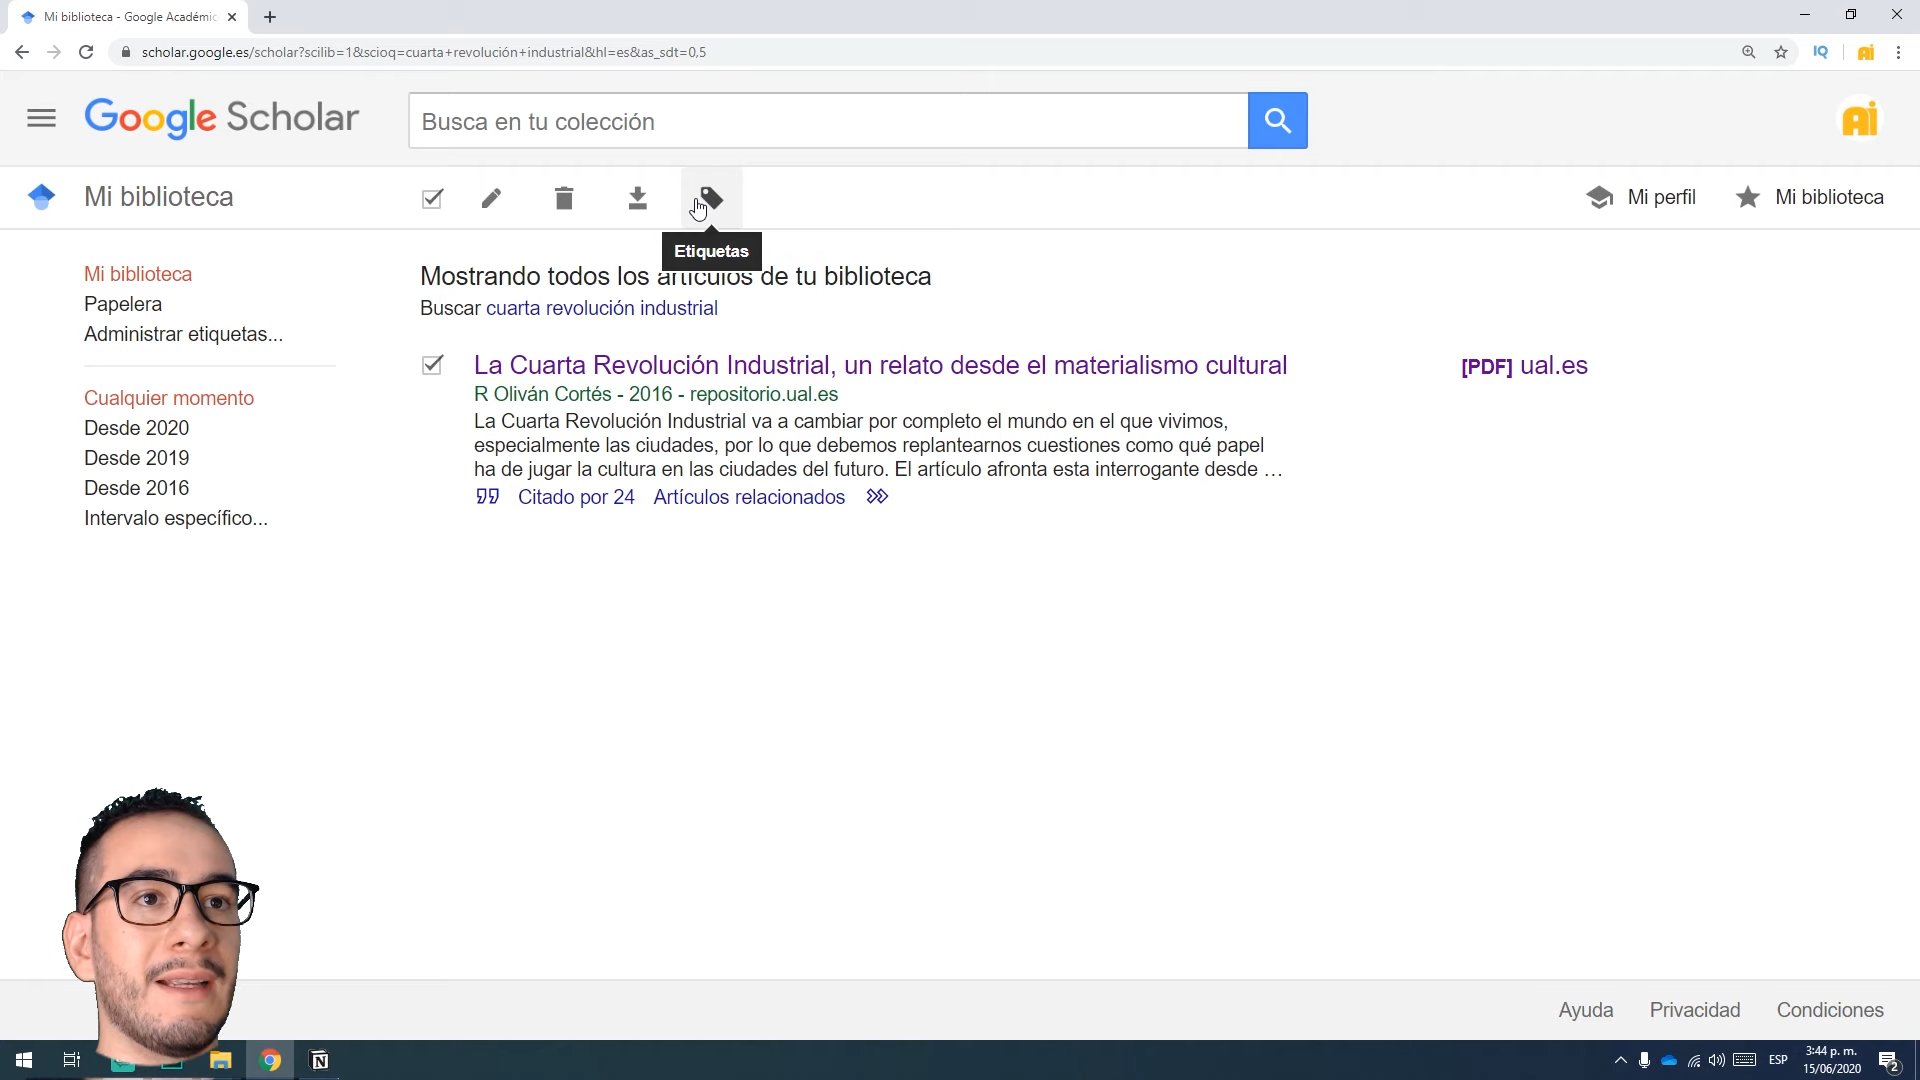 Mi biblioteca - Google Académic
scholar.google.es/scholar?scilib=1&scioq=cuarta+revolución+industrial&hl=es&as_sdt=0,5
IQ
ai
Google Scholar
Busca en tu colección
ai
Mi biblioteca
Mi perfil
Mi biblioteca
Etiquetas
Mi biblioteca
Papelera
Administrar etiquetas...
Cualquier momento
Desde 2020
Desde 2019
Desde 2016
Intervalo específico...
Mostrando todos los artículos de tu biblioteca
Buscar cuarta revolución industrial
La Cuarta Revolución Industrial, un relato desde el materialismo cultural
[PDF] ual.es
R Oliván Cortés - 2016 - repositorio.ual.es
La Cuarta Revolución Industrial va a cambiar por completo el mundo en el que vivimos,
especialmente las ciudades, por lo que debemos replantearnos cuestiones como qué papel
ha de jugar la cultura en las ciudades del futuro. El artículo afronta esta interrogante desde …
Citado por 24 Artículos relacionados
Ayuda Privacidad Condiciones
ESP
3:44 p. m.
15/06/2020
2